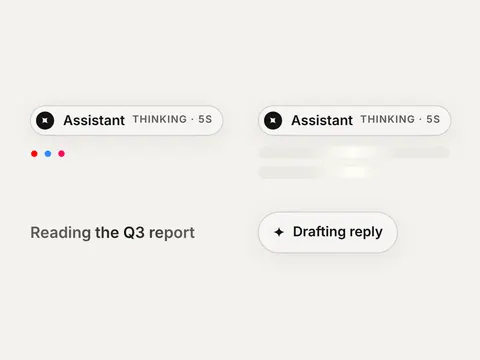 Assistant THINKING · 5S
Assistant THINKING · 5S
Reading the Q3 report
Drafting reply